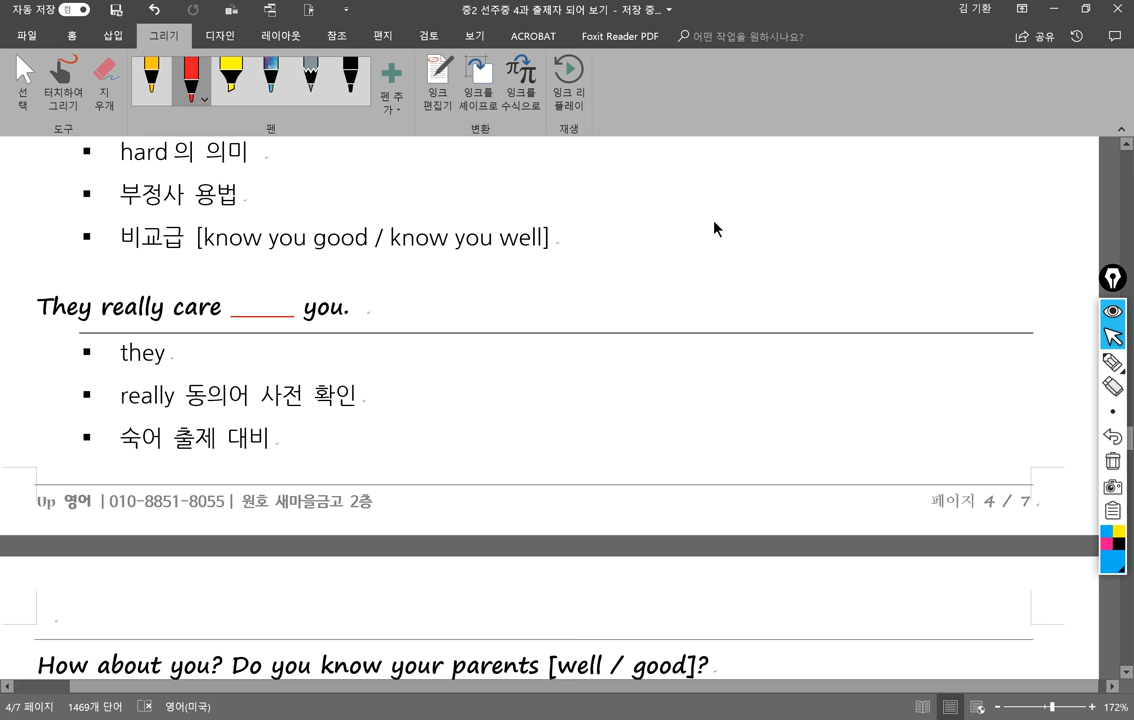 자동 저장 컴 중2 선주중 4과 출제자 되어 보기 - 저장 중... 김 기환
파일 홈 삽입 그리기 디자인 레이아웃 참조 편지 검토 보기 ACROBAT Foxit Reader PDF 어떤 작업을 원하시나요? 공유
선택
터치하여 그리기
지우개
펜 추가
잉크 편집기
잉크를 셰이프로
잉크를 수식으로
잉크 리플레이
도구 펜 변환 재생
▪ hard의 의미
▪ 부정사 용법
▪ 비교급 [know you good / know you well]
They really care _____ you.
▪ they
▪ really 동의어 사전 확인
▪ 숙어 출제 대비
Up 영어 | 010-8851-8055 | 원호 새마을금고 2층 페이지 4 / 7
How about you? Do you know your parents [well / good]?
4/7 페이지 1469개 단어 영어(미국) 172%